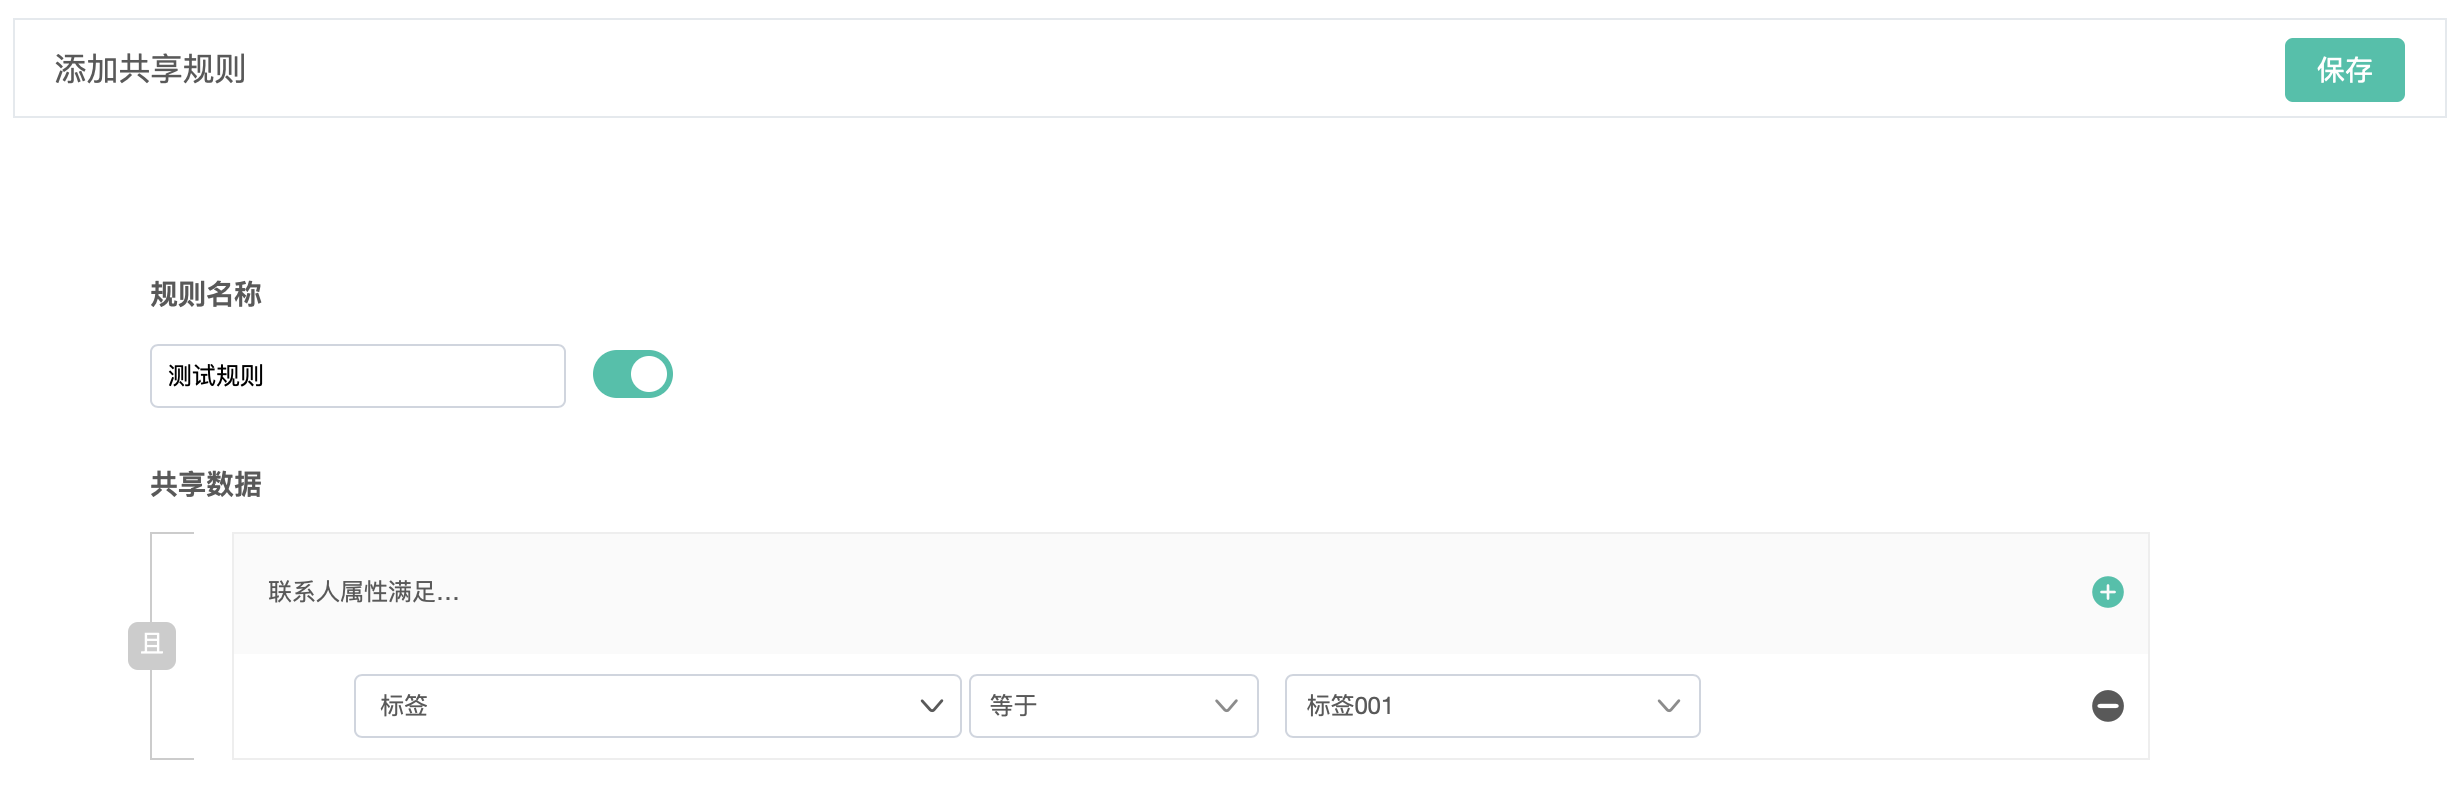 添加共享规则
保存
规则名称
测试规则
共享数据
联系人属性满足...
且
标签 等于 标签001